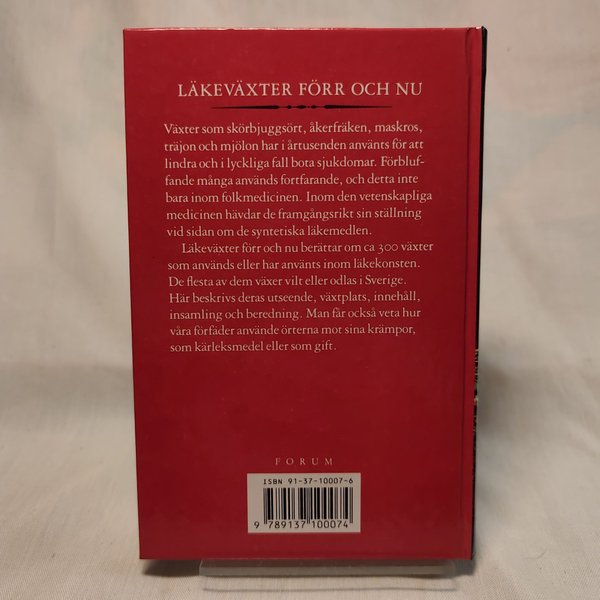 LÄKEVÄXTER FÖRR OCH NU
Växter som skörbjuggsört, åkerfräken, maskros,
träjon och mjölon har i årtusenden använts för att
lindra och i lyckliga fall bota sjukdomar. Förbluf-
fande många används fortfarande, och detta inte
bara inom folkmedicinen. Inom den vetenskapliga
medicinen hävdar de framgångsrikt sin ställning
vid sidan om de syntetiska läkemedlen.
Läkeväxter förr och nu berättar om ca 300 växter
som används eller har använts inom läkekonsten.
De flesta av dem växer vilt eller odlas i Sverige.
Här beskrivs deras utseende, växtplats, innehåll,
insamling och beredning. Man får också veta hur
våra förfäder använde örterna mot sina krämpor,
som kärleksmedel eller som gift.
FORUM
ISBN 91-37-10007-6
9 789137 100074